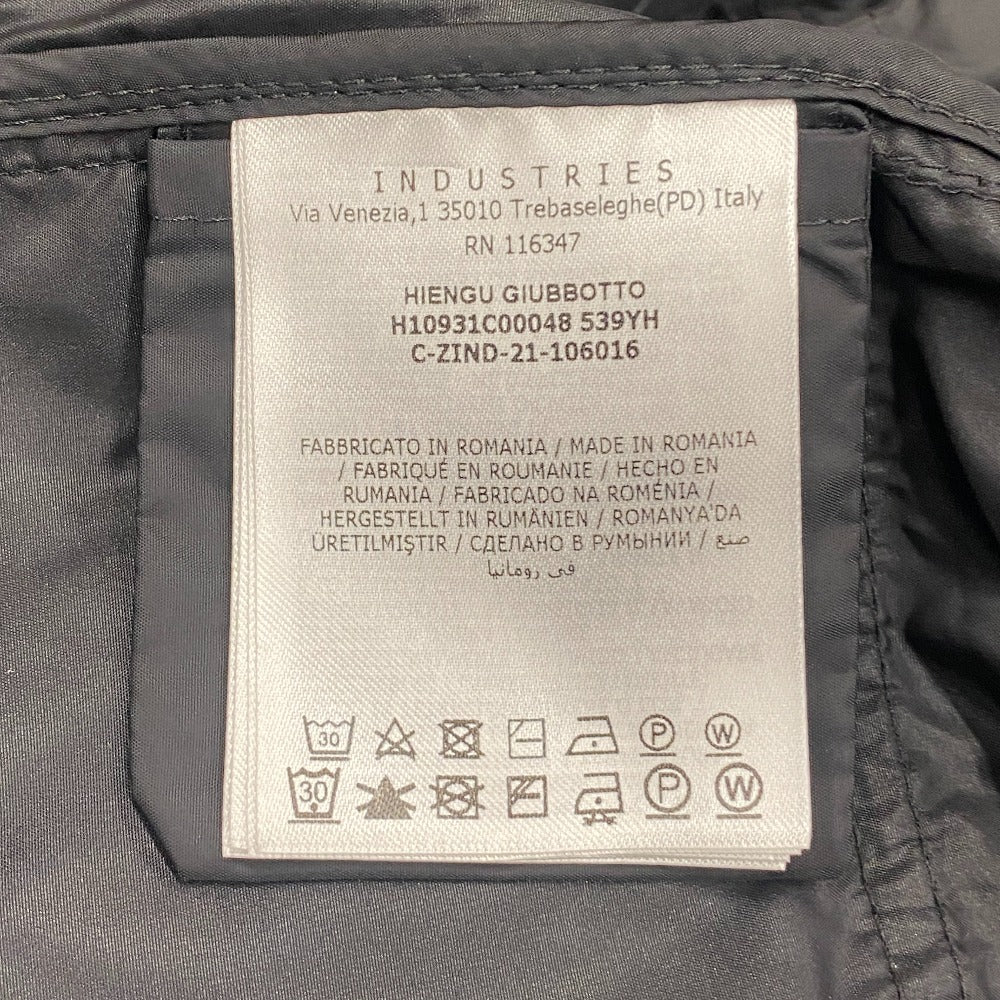 INDUSTRIES
Via Venezia,1 35010 Trebaseleghe(PD) Italy
RN 116347
HIENGU GIUBBOTTO
H10931C00048 539YH
C-ZIND-21-106016
FABBRICATO IN ROMANIA / MADE IN ROMANIA
/ FABRIQUÉ EN ROUMANIE / HECHO EN
RUMANIA / FABRICADO NA ROMÉNIA /
HERGESTELLT IN RUMÄNIEN / ROMANYA'DA
ÜRETILMIŞTIR / СДЕЛАНО В РУМЫНИИ / صنع
في رومانيا
30 P W
30 P W